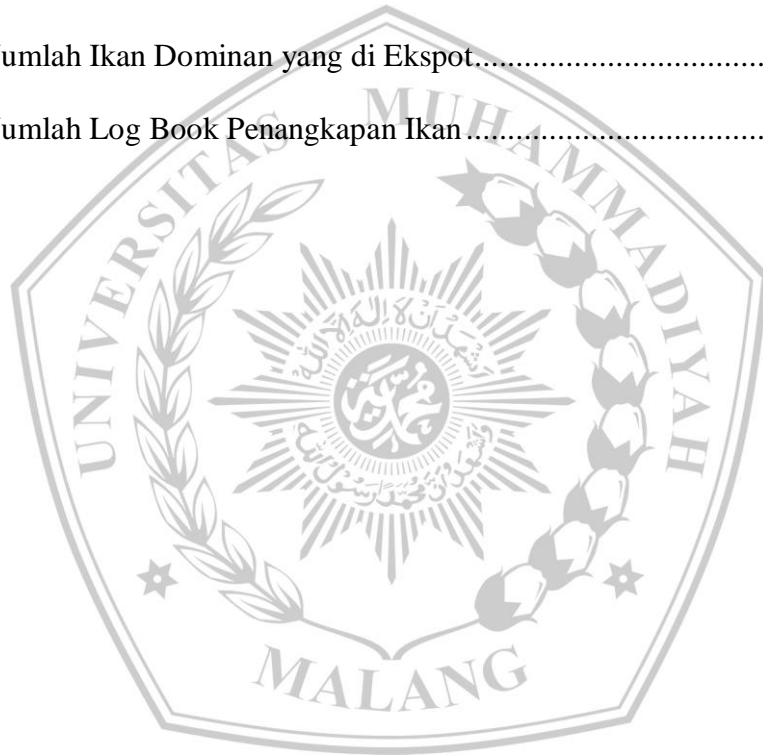 umlah Ikan Dominan yang di Ekspot...................................
umlah Log Book Penangkapan Ikan ....................................
UNIVERSITAS MUHAMMADIYAH
MALANG